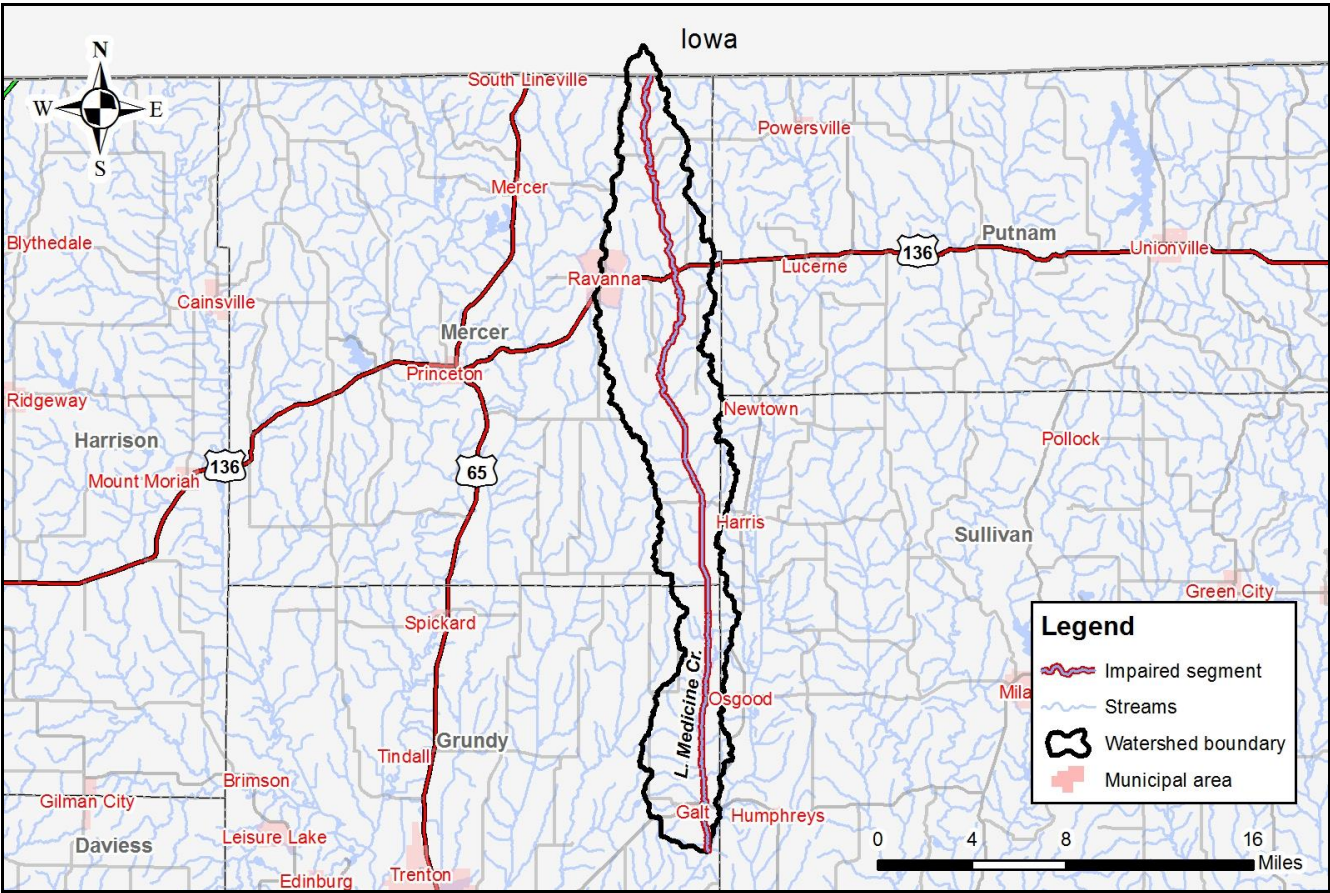 Iowa
N
W
E
S
South Lineville
Powersville
Mercer
Putnam
Blythedale
136
Unionville
Lucerne
Ravanna
Cainsville
Mercer
Princeton
Ridgeway
Newtown
Harrison
Pollock
136
65
Mount Moriah
Harris
Sullivan
Green City
Spickard
Legend
Impaired segment
L. Medicine Cr.
Osgood
Mila
Streams
Grundy
Watershed boundary
Tindall
Brimson
Municipal area
Gilman City
Galt
Humphreys
Leisure Lake
Daviess
0 4 8 16
Miles
Edinburg
Trenton